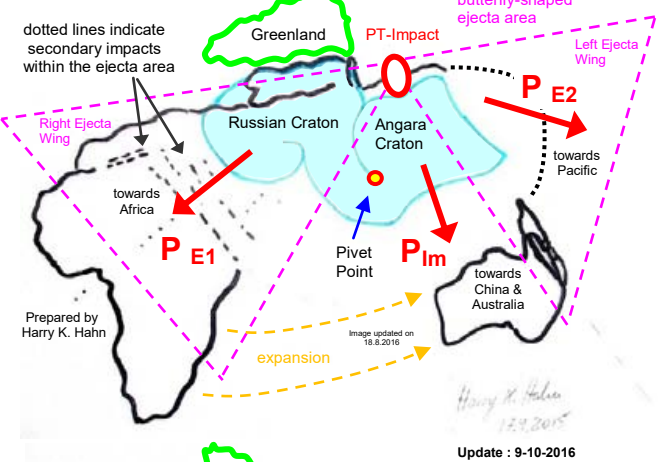 butterfly-shaped
ejecta area
dotted lines indicate
secondary impacts
within the ejecta area
Greenland
PT-Impact
Left Ejecta
Wing
P E2
Right Ejecta
Wing
Russian Craton
Angara
Craton
towards
Pacific
towards
Africa
P E1
Pivet
Point
P Im
towards
China &
Australia
Prepared by
Harry K. Hahn
Image updated on
18.8.2016
expansion
Harry K. Hahn
17.9.2015
Update : 9-10-2016